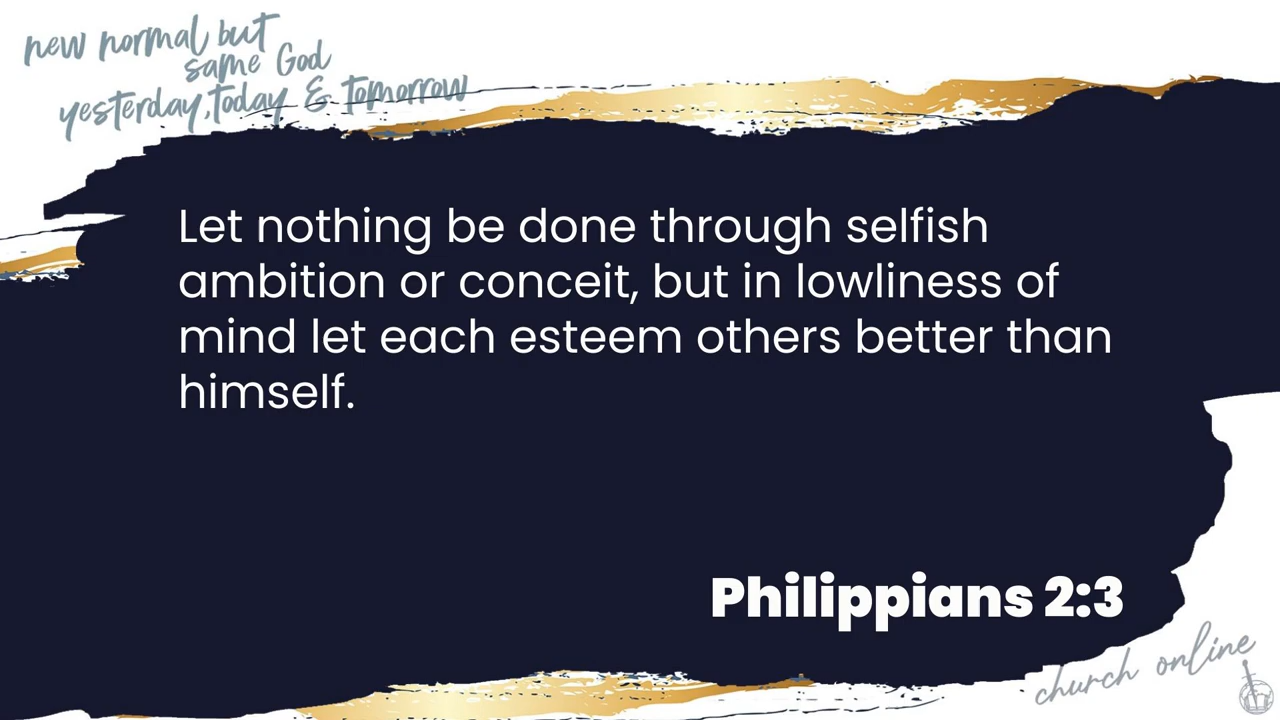 new normal but
same God
yesterday, today & tomorrow
Let nothing be done through selfish
ambition or conceit, but in lowliness of
mind let each esteem others better than
himself.
Philippians 2:3
church online